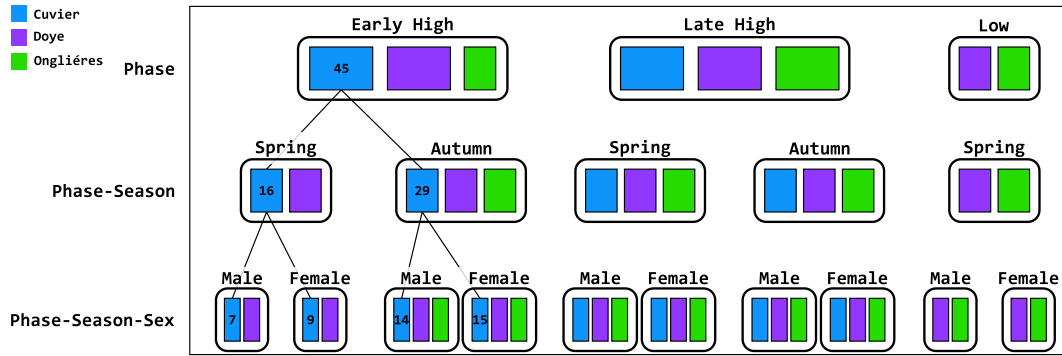 Cuvier
Doye
Ongliéres
Early High
Late High
Low
Phase
45
Spring
Autumn
Spring
Autumn
Spring
Phase-Season
16
29
Male
Female
Male
Female
Male
Female
Male
Female
Male
Female
Phase-Season-Sex
7
9
14
15